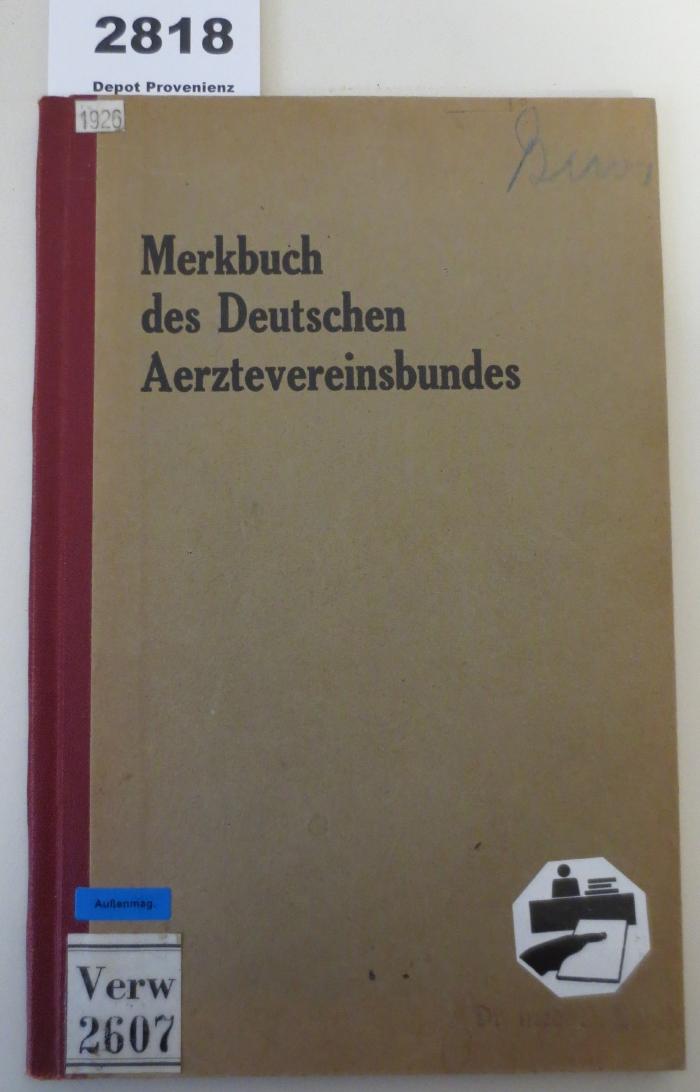 2818
Depot Provenienz
1926
Merkbuch
des Deutschen
Aerztevereinsbundes
Außenmag.
Verw
2607